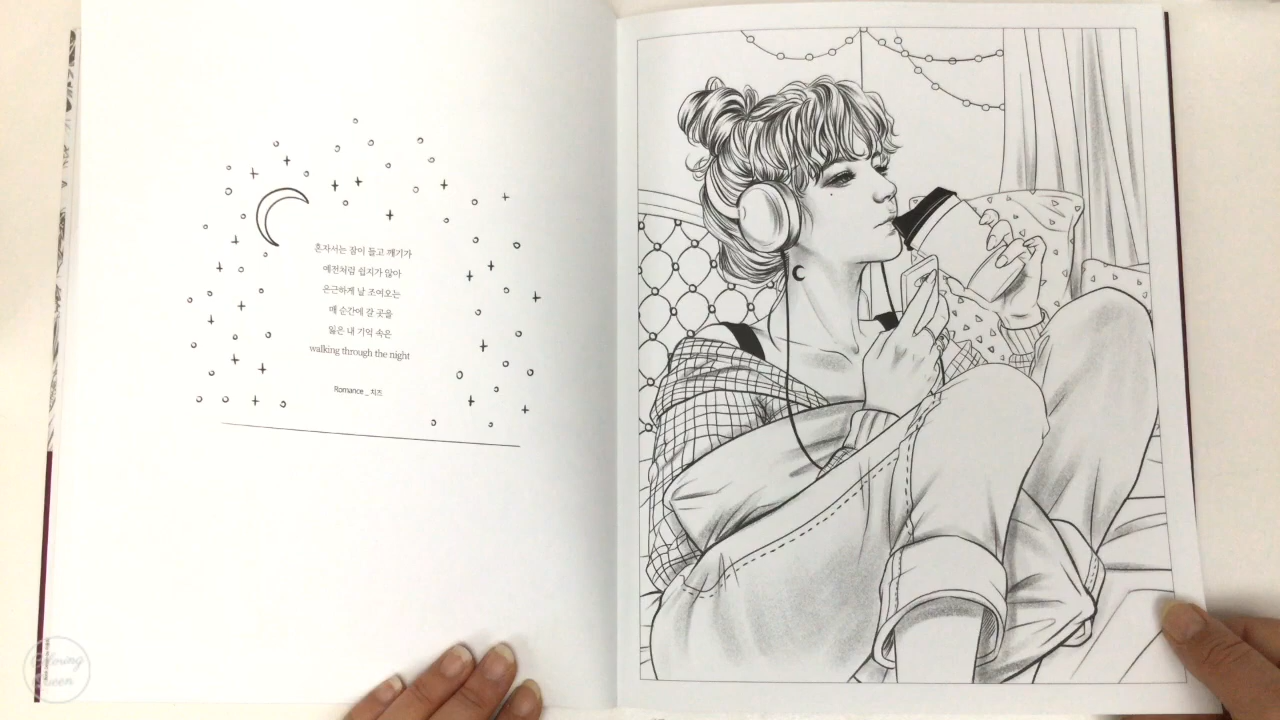 혼자서는 잠이 들고 깨기가
예전처럼 쉽지가 않아
은근하게 날 조여오는
매 순간에 갈 곳을
잃은 내 기억 속은
walking through the night
Romance _ 치즈
Coloring
Queen